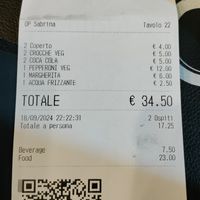 OP Sabrina Tavolo 22
2 Coperto € 4.00
2 CROCCHE VEG € 5.00
2 COCA COLA € 5.00
1 PEPPERONI VEG € 12.00
1 MARGHERITA € 6.00
1 ACQUA FRIZZANTE € 2.50
TOTALE € 34.50
18/09/2024 22:22:31 2 Ospiti
Totale a persona 17.25
Beverage 7.50
Food 23.00